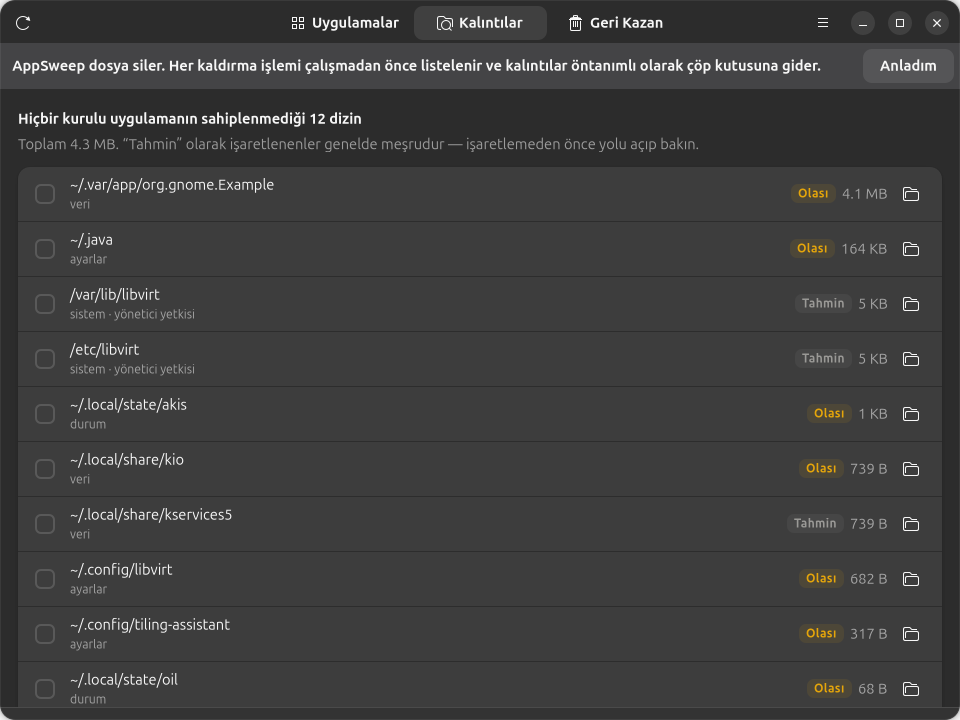 Uygulamalar
Kalıntılar
Geri Kazan
AppSweep dosya siler. Her kaldırma işlemi çalışmadan önce listelenir ve kalıntılar öntanımlı olarak çöp kutusuna gider.
Anladım
Hiçbir kurulu uygulamanın sahiplenmediği 12 dizin
Toplam 4.3 MB. “Tahmin” olarak işaretlenenler genelde meşrudur — işaretlemeden önce yolu açıp bakın.
~/.var/app/org.gnome.Example
veri
Olası 4.1 MB
~/.java
ayarlar
Olası 164 KB
/var/lib/libvirt
sistem · yönetici yetkisi
Tahmin 5 KB
/etc/libvirt
sistem · yönetici yetkisi
Tahmin 5 KB
~/.local/state/akis
durum
Olası 1 KB
~/.local/share/kio
veri
Olası 739 B
~/.local/share/kservices5
veri
Tahmin 739 B
~/.config/libvirt
ayarlar
Olası 682 B
~/.config/tiling-assistant
ayarlar
Olası 317 B
~/.local/state/oil
durum
Olası 68 B